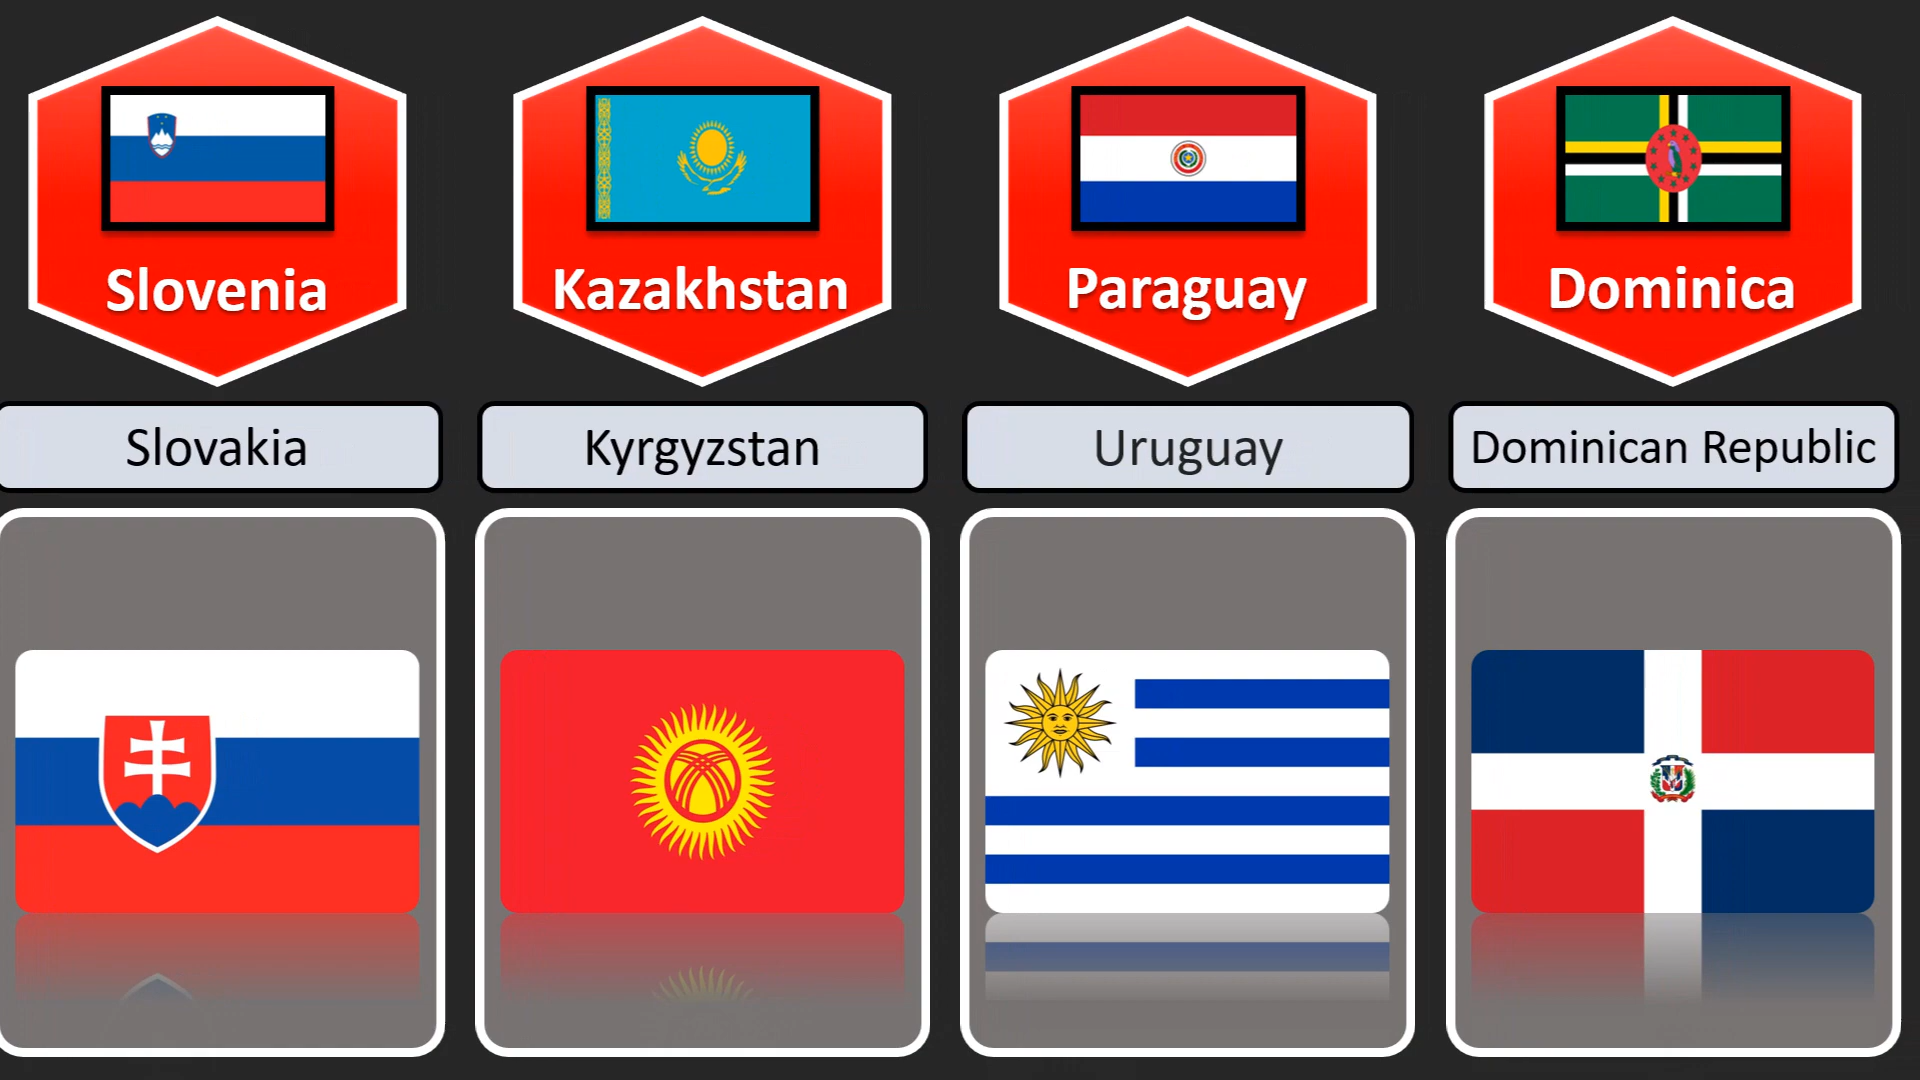 Slovenia
Kazakhstan
Paraguay
Dominica
Slovakia
Kyrgyzstan
Uruguay
Dominican Republic